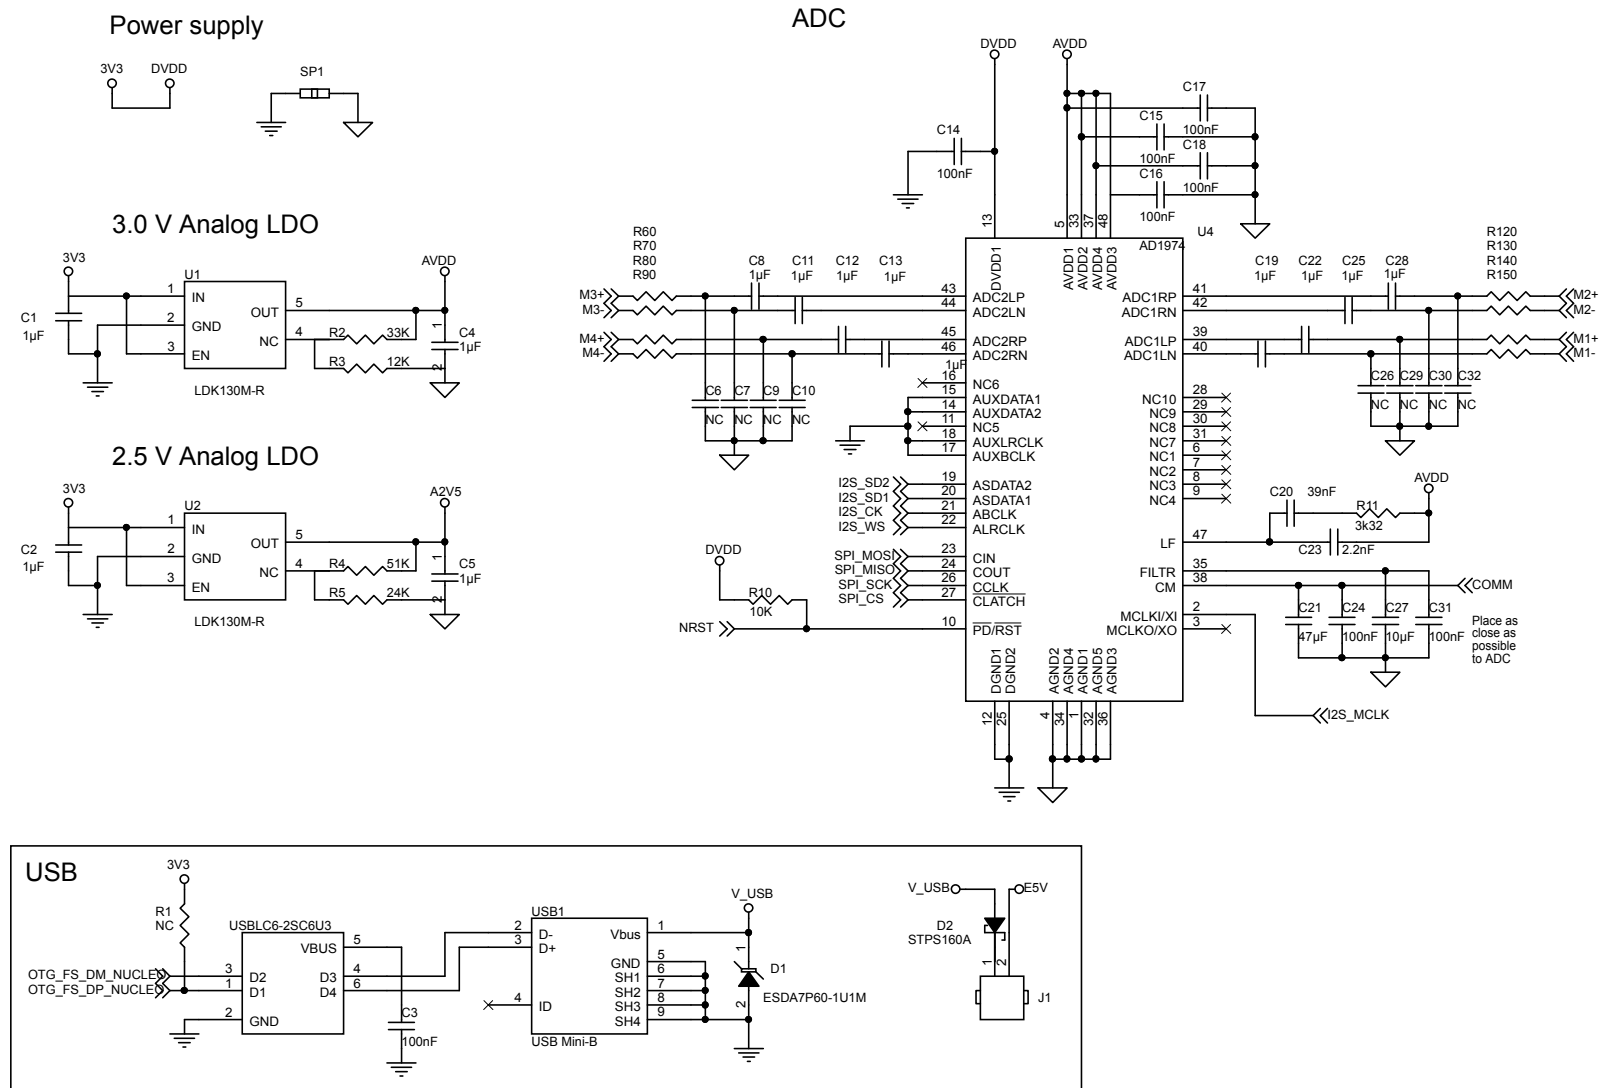 Power supply
3V3 DVDD
SP1
3.0 V Analog LDO
3V3
U1
AVDD
C1
1µF
1 IN
2 GND
3 EN
OUT 5
NC 4
R2 33K
R3 12K
1 C4
1µF
2
LDK130M-R
2.5 V Analog LDO
3V3
U2
A2V5
C2
1µF
1 IN
2 GND
3 EN
OUT 5
NC 4
R4 51K
R5 24K
1 C5
1µF
2
LDK130M-R
ADC
DVDD AVDD
C17
100nF
C15
100nF
C18
100nF
C16
100nF
C14
100nF
13 5 33 37 48
U4
AD1974
DVDD1 AVDD1 AVDD2 AVDD4 AVDD3
R60
R70
R80
R90
C8 C11 C12 C13
1µF 1µF 1µF 1µF
M3+
M3-
M4+
M4-
43 ADC2LP
44 ADC2LN
45 ADC2RP
46 ADC2RN
1µF
C6 C7 C9 C10
NC NC NC NC
16 NC6
15 AUXDATA1
14 AUXDATA2
11 NC5
18 AUXLRCLK
17 AUXBCLK
I2S_SD2 19 ASDATA2
I2S_SD1 20 ASDATA1
I2S_CK 21 ABCLK
I2S_WS 22 ALRCLK
SPI_MOSI 23 CIN
SPI_MISO 24 COUT
SPI_SCK 26 CCLK
SPI_CS 27 CLATCH
DVDD
R10
10K
NRST 10 PD/RST
DGND1 DGND2 AGND2 AGND4 AGND1 AGND5 AGND3
12 25 4 34 1 32 36
C19 C22 C25 C28
1µF 1µF 1µF 1µF
R120
R130
R140
R150
ADC1RP 41
ADC1RN 42
ADC1LP 39
ADC1LN 40
M2+
M2-
M1+
M1-
C26 C29 C30 C32
NC NC NC NC
NC10 28
NC9 29
NC8 30
NC7 31
NC1 6
NC2 7
NC3 8
NC4 9
AVDD
C20 39nF
R11
3k32
LF 47
C23 2.2nF
FILTR 35
CM 38
COMM
MCLKI/XI 2
MCLKO/XO 3
C21 C24 C27 C31
47µF 100nF 10µF 100nF
Place as
close as
possible
to ADC
I2S_MCLK
USB
3V3
R1
NC
USBLC6-2SC6U3
VBUS 5
OTG_FS_DM_NUCLEO 3 D2
OTG_FS_DP_NUCLEO 1 D1
2 GND
D3 4
D4 6
C3
100nF
USB1
2 D-
3 D+
4 ID
Vbus 1
GND 5
SH1 6
SH2 7
SH3 8
SH4 9
USB Mini-B
V_USB
1
D1
ESDA7P60-1U1M
2
V_USB E5V
D2
STPS160A
1 2
J1